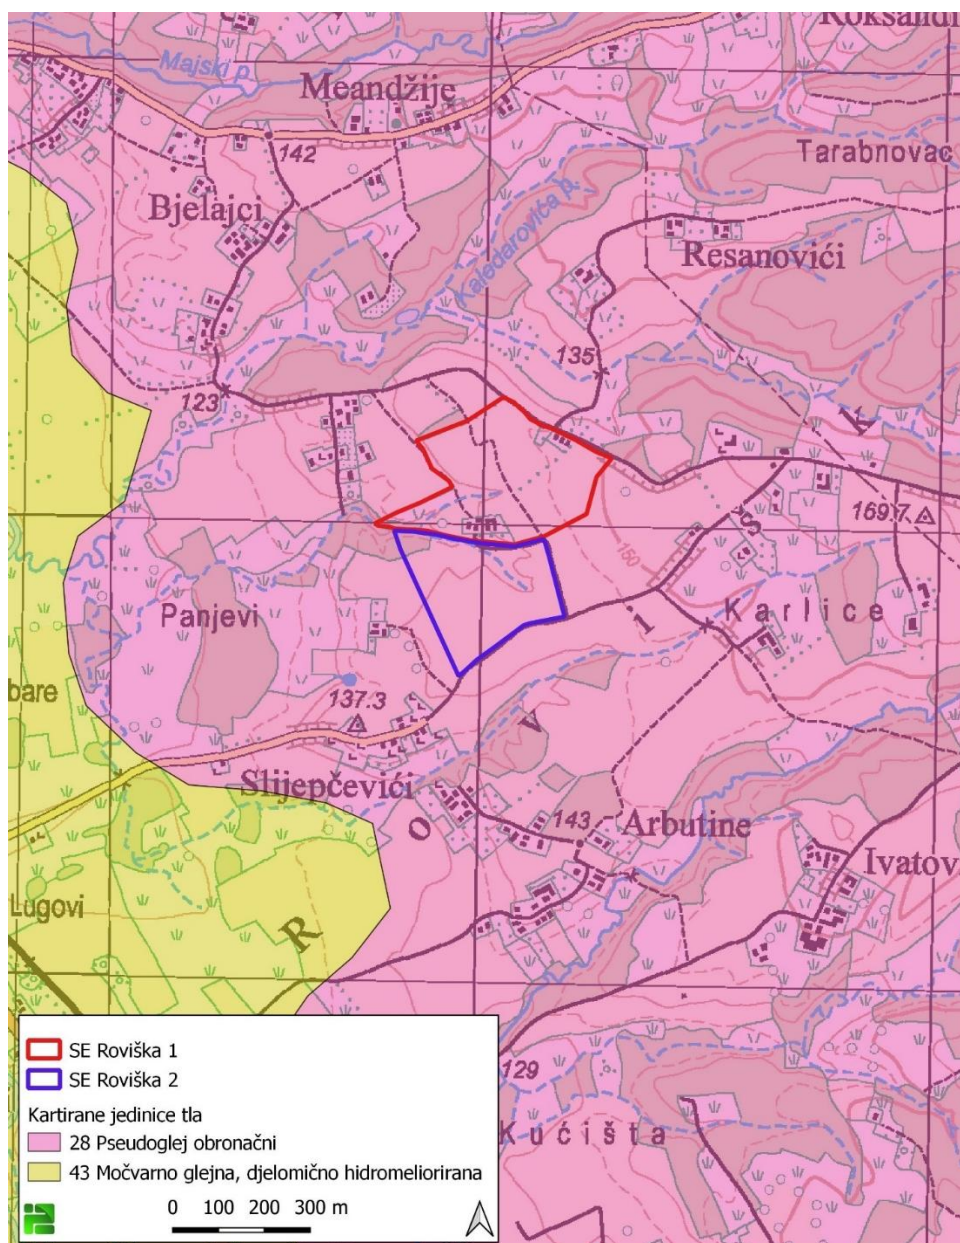 Roksandi
Majski p.
Meandžije
142
Tarabnovac
Bjelajci
Kaledarovića p.
Resanovići
135
123
K
169.7
S
150
Panjevi
Karlice
1
bare
137.3
V
Slijepčevići
O
143
Arbutine
Ivatov
Lugovi
R
129
Kućišta
SE Roviška 1
SE Roviška 2
Kartirane jedinice tla
28 Pseudoglej obronačni
43 Močvarno glejna, djelomično hidromeliorirana
0 100 200 300 m